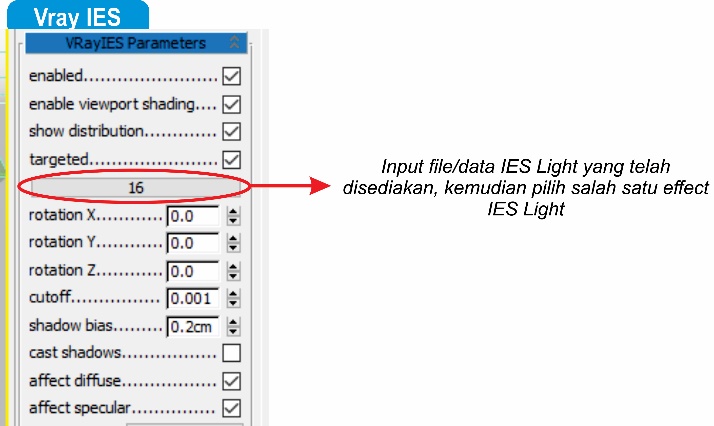 Vray IES
VRayIES Parameters
enabled........................
enable viewport shading....
show distribution.............
targeted.......................
16
Input file/data IES Light yang telah
disediakan, kemudian pilih salah satu effect
IES Light
rotation X............ 0.0
rotation Y............ 0.0
rotation Z............ 0.0
cutoff................ 0.001
shadow bias......... 0.2cm
cast shadows.................
affect diffuse.................
affect specular...............